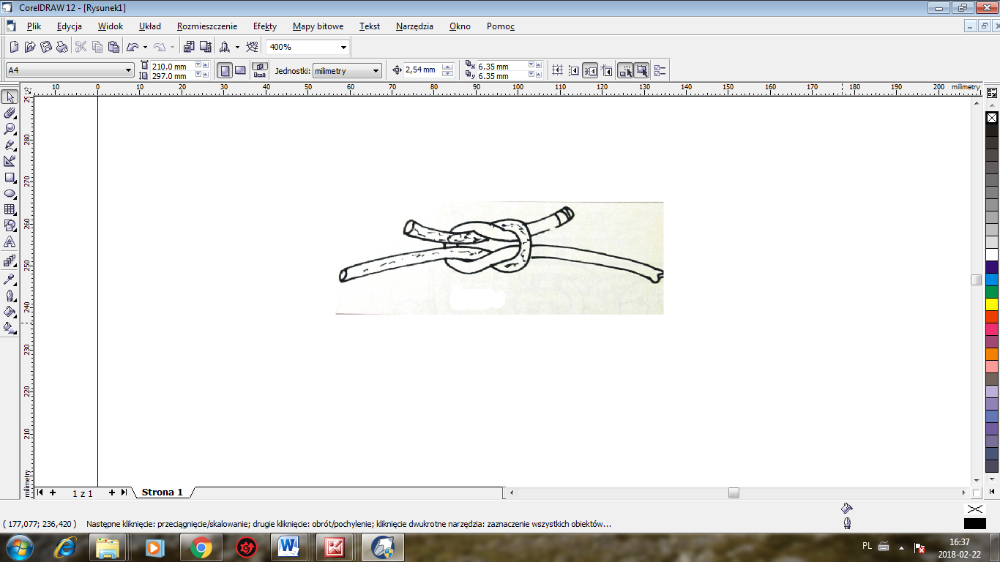 CorelDRAW 12 - [Rysunek1]
Plik Edycja Widok Układ Rozmieszczenie Efekty Mapy bitowe Tekst Narzędzia Okno Pomoc
400%
A4 210.0 mm 297.0 mm Jednostki: milimetry 2,54 mm 6.35 mm 6.35 mm
10 0 10 20 30 40 50 60 70 80 90 100 110 120 130 140 150 160 170 180 190 200 milimetry
280
270
260
250
240
230
220
210
milimetry
1 z 1 Strona 1
( 177,077; 236,420 ) Następne kliknięcie: przeciągnięcie/skalowanie; drugie kliknięcie: obrót/pochylenie; kliknięcie dwukrotne narzędzia: zaznaczenie wszystkich obiektów...
PL 16:37
2018-02-22